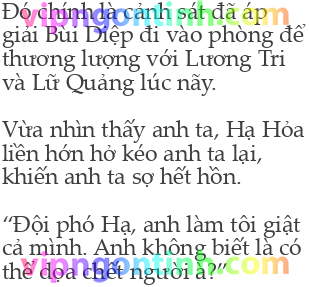 Đó chính là cảnh sát đã áp
giải Bùi Diệp đi vào phòng để
thương lượng với Lương Tri
và Lữ Quảng lúc nãy.
Vừa nhìn thấy anh ta, Hạ Hỏa
liền hớn hở kéo anh ta lại,
khiến anh ta sợ hết hồn.
“Đội phó Hạ, anh làm tôi giật
cả mình. Anh không biết là có
thể dọa chết người à?“
vipngontinh.com
vipngontinh.com